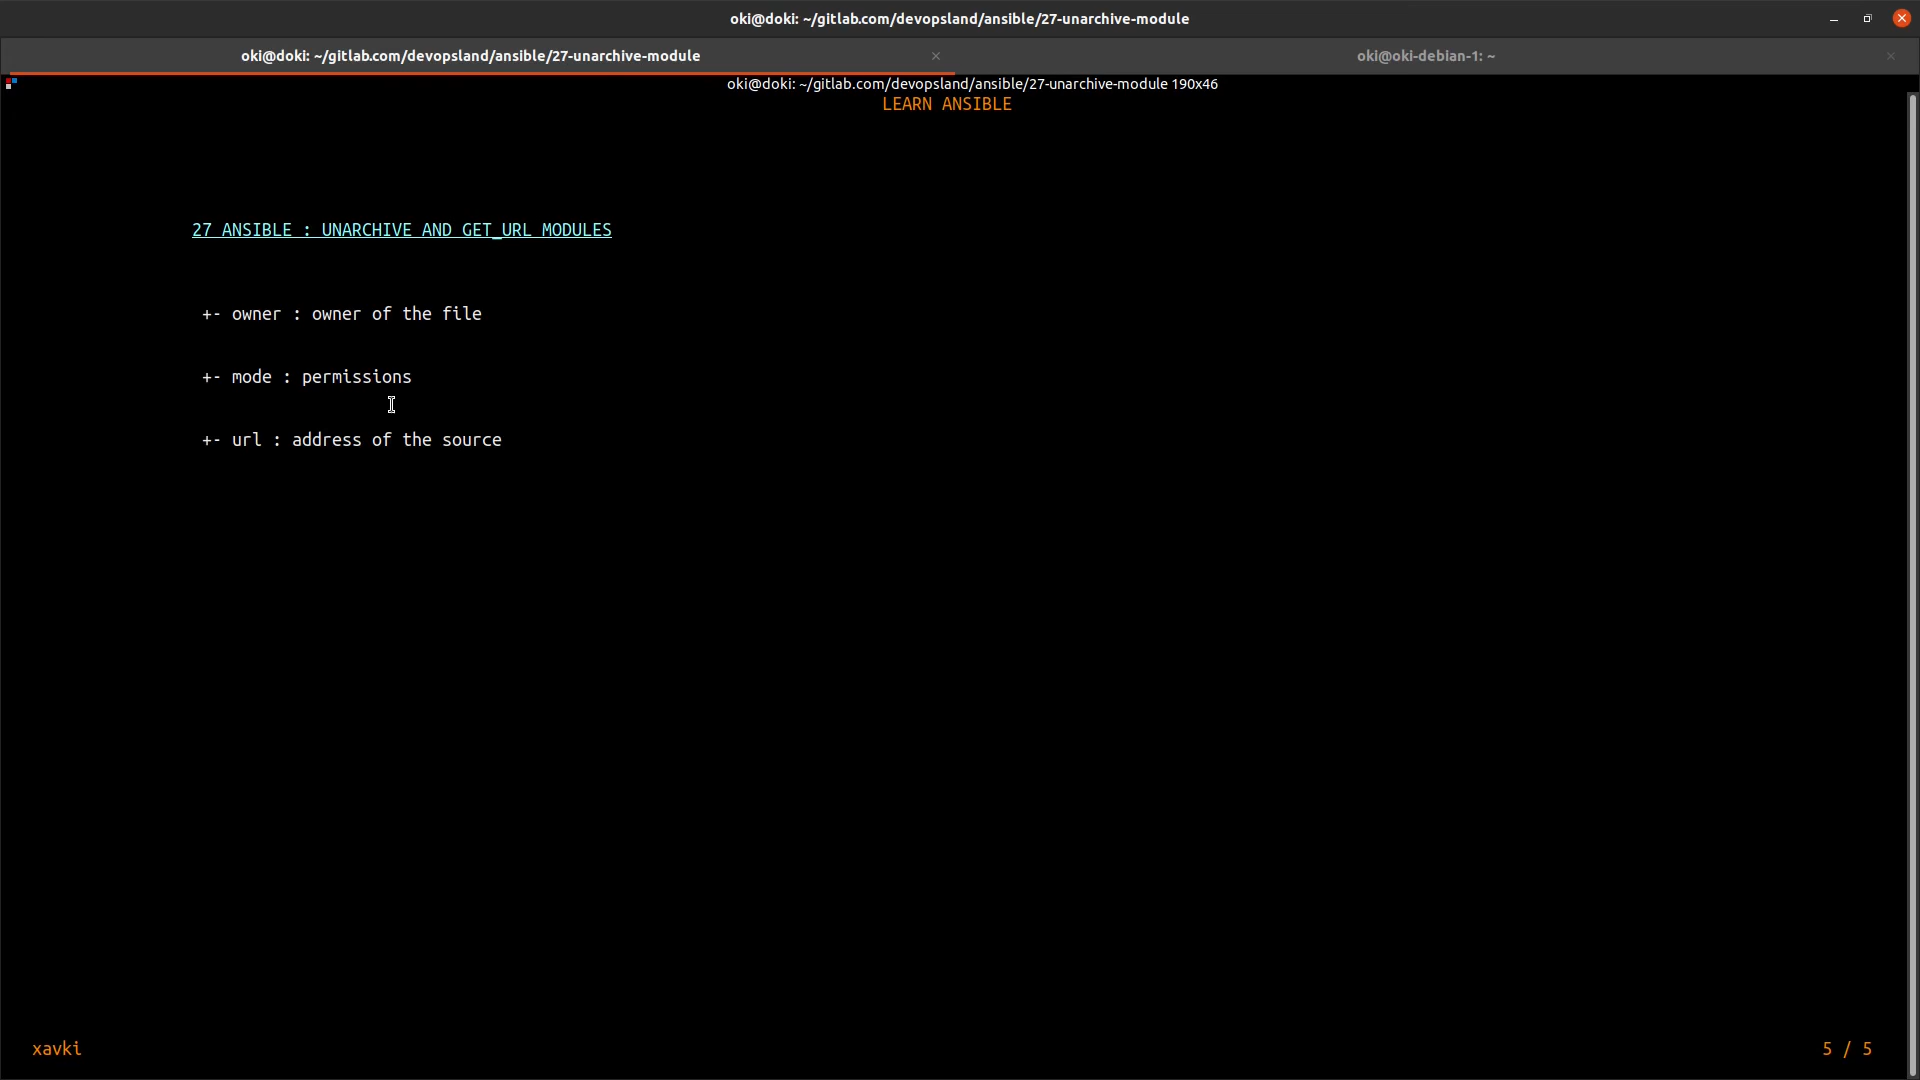 oki@doki: ~/gitlab.com/devopsland/ansible/27-unarchive-module
oki@doki: ~/gitlab.com/devopsland/ansible/27-unarchive-module
oki@oki-debian-1: ~
oki@doki: ~/gitlab.com/devopsland/ansible/27-unarchive-module 190x46
LEARN ANSIBLE
27 ANSIBLE : UNARCHIVE AND GET_URL MODULES
+- owner : owner of the file
+- mode : permissions
+- url : address of the source
xavki
5 / 5